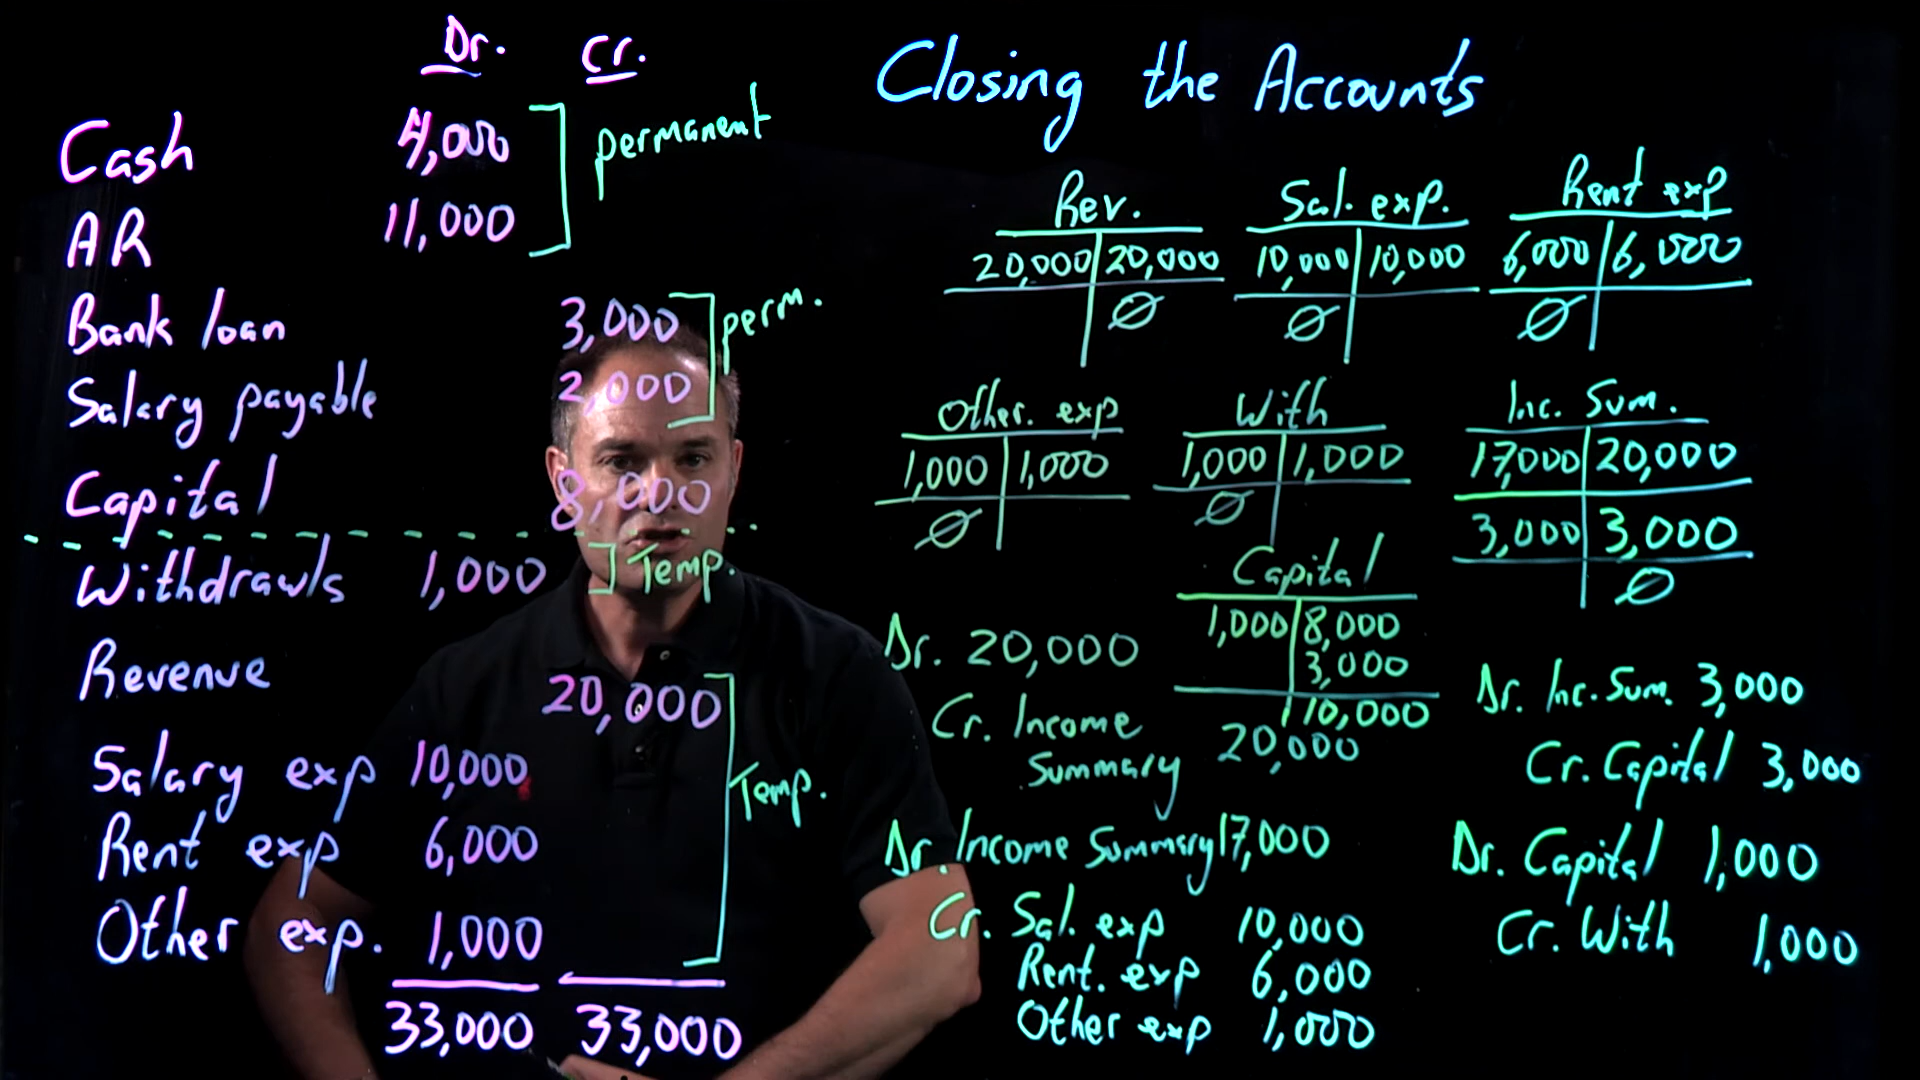 Dr. Cr.
Cash 4,000
permanent
AR 11,000
Bank loan 3,000
perm.
Salary payable 2,000
Capital 8,000
Withdrawls 1,000
Temp.
Revenue 20,000
Salary exp 10,000
Temp.
Rent exp 6,000
Other exp. 1,000
33,000 33,000
Closing the Accounts
Rev.
20,000 20,000
Ø
Sal. exp.
10,000 10,000
Ø
Rent exp
6,000 6,000
Ø
Other. exp
1,000 1,000
Ø
With
1,000 1,000
Ø
Inc. Sum.
17,000 20,000
3,000 3,000
Ø
Capital
1,000 8,000
3,000
10,000
Dr. 20,000
Cr. Income
Summary 20,000
Dr. Income Summary 17,000
Cr. Sal. exp 10,000
Rent. exp 6,000
Other exp 1,000
Dr. Inc. Sum. 3,000
Cr. Capital 3,000
Dr. Capital 1,000
Cr. With 1,000